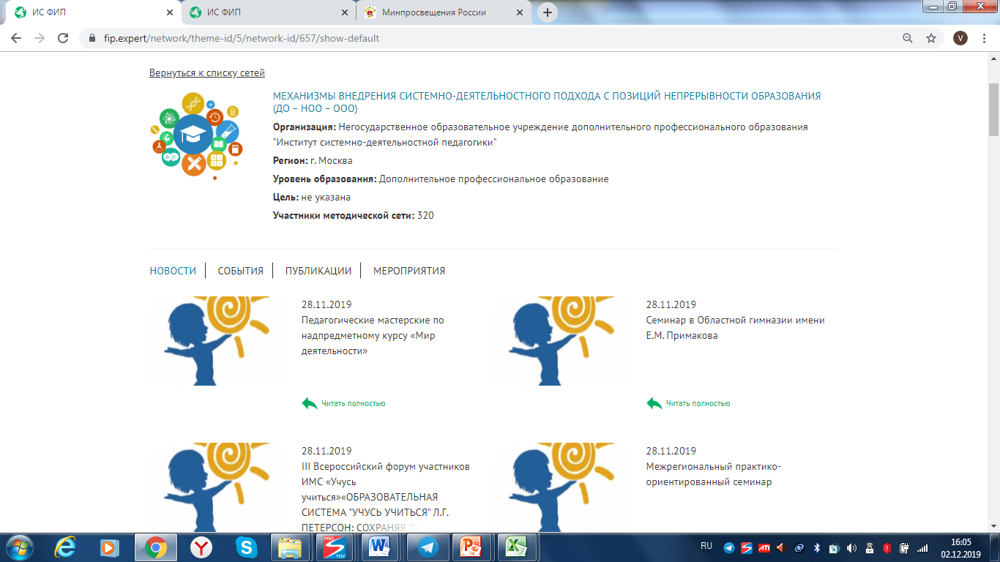 ИС ФИП
ИС ФИП
Минпросвещения России
fip.expert/network/theme-id/5/network-id/657/show-default
V
Вернуться к списку сетей
МЕХАНИЗМЫ ВНЕДРЕНИЯ СИСТЕМНО-ДЕЯТЕЛЬНОСТНОГО ПОДХОДА С ПОЗИЦИЙ НЕПРЕРЫВНОСТИ ОБРАЗОВАНИЯ
(ДО – НОО – ООО)
Организация: Негосударственное образовательное учреждение дополнительного профессионального образования
"Институт системно-деятельностной педагогики"
Регион: г. Москва
Уровень образования: Дополнительное профессиональное образование
Цель: не указана
Участники методической сети: 320
НОВОСТИ
СОБЫТИЯ
ПУБЛИКАЦИИ
МЕРОПРИЯТИЯ
28.11.2019
Педагогические мастерские по
надпредметному курсу «Мир
деятельности»
Читать полностью
28.11.2019
Семинар в Областной гимназии имени
Е.М. Примакова
Читать полностью
28.11.2019
III Всероссийский форум участников
ИМС «Учусь
учиться»«ОБРАЗОВАТЕЛЬНАЯ
СИСТЕМА "УЧУСЬ УЧИТЬСЯ" Л.Г.
ПЕТЕРСОН: СОХРАНЯЯ
28.11.2019
Межрегиональный практико-
ориентированный семинар
PRO
TOY
RU
ATI
16:05
02.12.2019